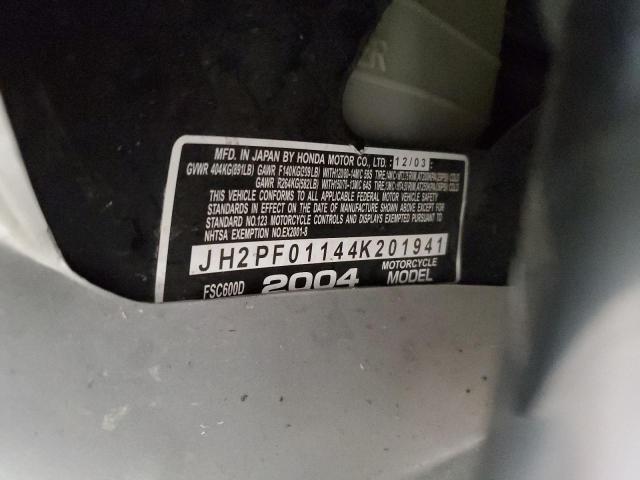 MFD. IN JAPAN BY HONDA MOTOR CO., LTD.: 12/03
GVWR 404KG(891LB) GAWR F140KG(309LB) WITH
GAWR R264KG(582LB) WITH
THIS VEHICLE CONFORMS TO ALL APPLICABLE FEDERAL MOTOR VEHICLE SAFETY
STANDARDS IN EFFECT ON THE DATE OF MANUFACTURE SHOWN ABOVE, EXCEPT FOR
STANDARD NO.123 MOTORCYCLE CONTROLS AND DISPLAYS EXEMPTED PURSUANT TO
NHTSA EXEMPTION NO.EX2001-5
JH2PF01144K201941
FSC600D 2004 MOTORCYCLE MODEL